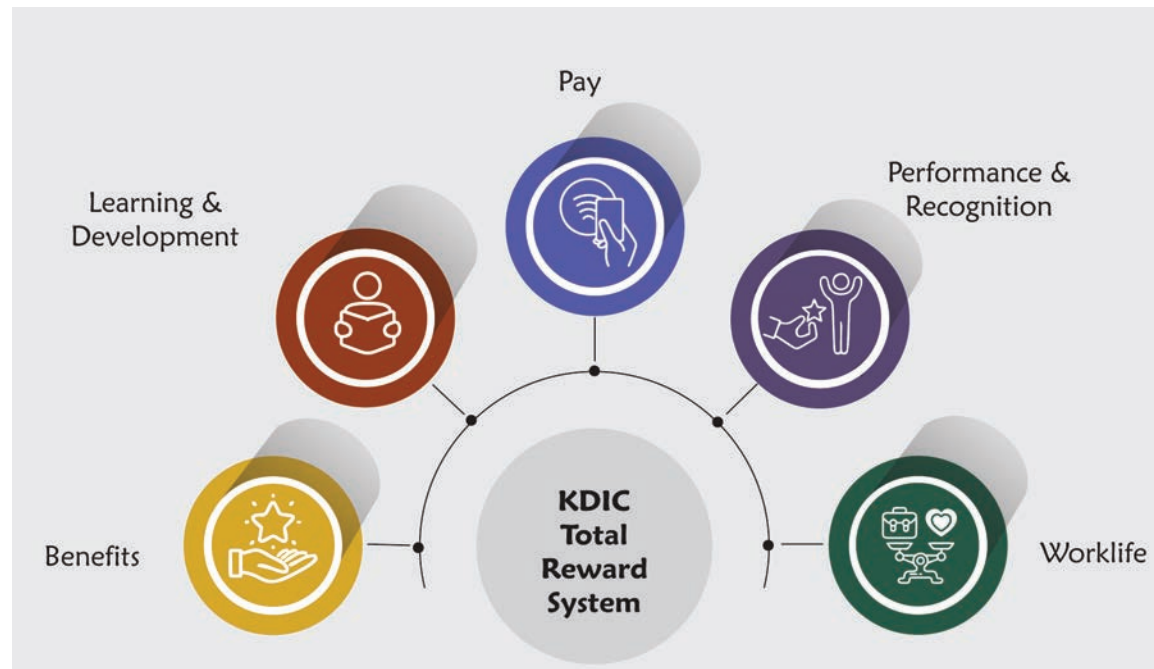 Pay
Performance &
Recognition
Learning &
Development
KDIC
Total
Reward
System
Benefits
Worklife